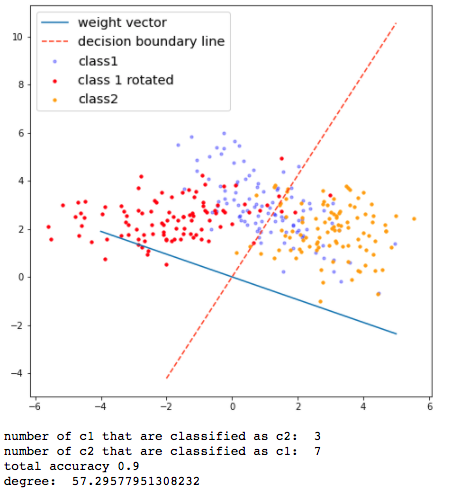 weight vector
decision boundary line
class1
class 1 rotated
class2
10
8
6
4
2
0
−2
−4
−6 −4 −2 0 2 4 6
number of c1 that are classified as c2:  3
number of c2 that are classified as c1:  7
total accuracy 0.9
degree:  57.29577951308232